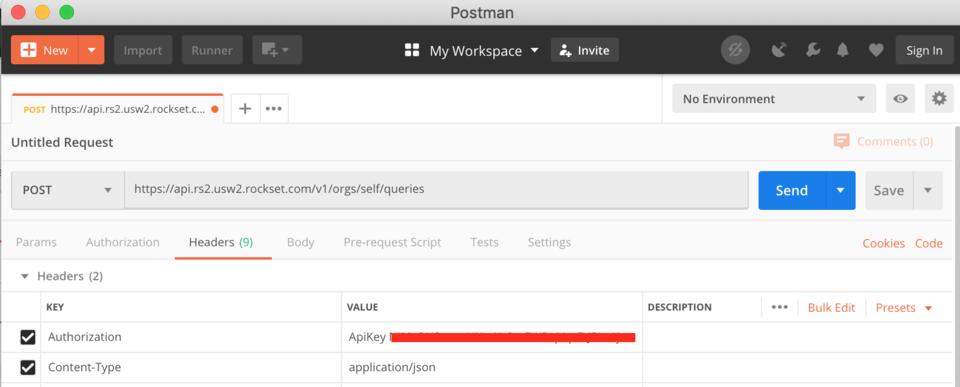 Postman
New Import Runner My Workspace Invite Sign In
POST https://api.rs2.usw2.rockset.c... No Environment
Untitled Request Comments (0)
POST https://api.rs2.usw2.rockset.com/v1/orgs/self/queries Send Save
Params Authorization Headers (9) Body Pre-request Script Tests Settings Cookies Code
Headers (2)
KEY VALUE DESCRIPTION Bulk Edit Presets
Authorization ApiKey
Content-Type application/json